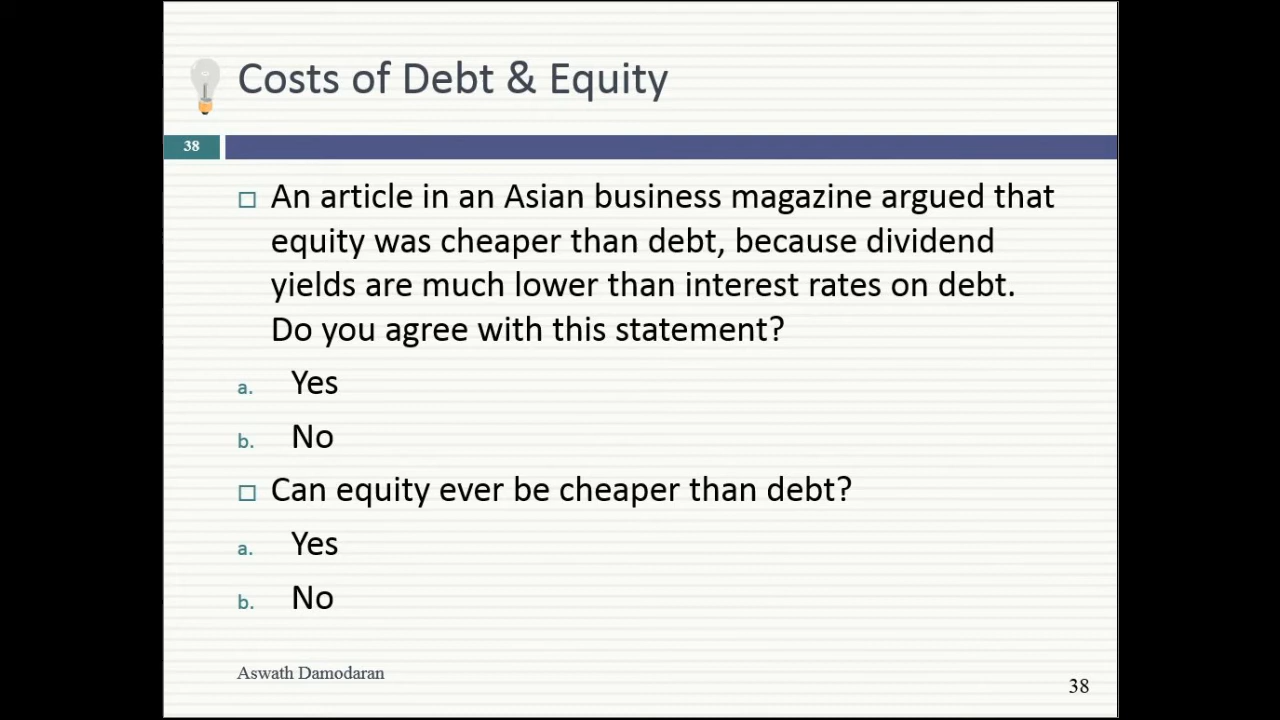 Costs of Debt & Equity
38
An article in an Asian business magazine argued that
equity was cheaper than debt, because dividend
yields are much lower than interest rates on debt.
Do you agree with this statement?
a. Yes
b. No
Can equity ever be cheaper than debt?
a. Yes
b. No
Aswath Damodaran
38